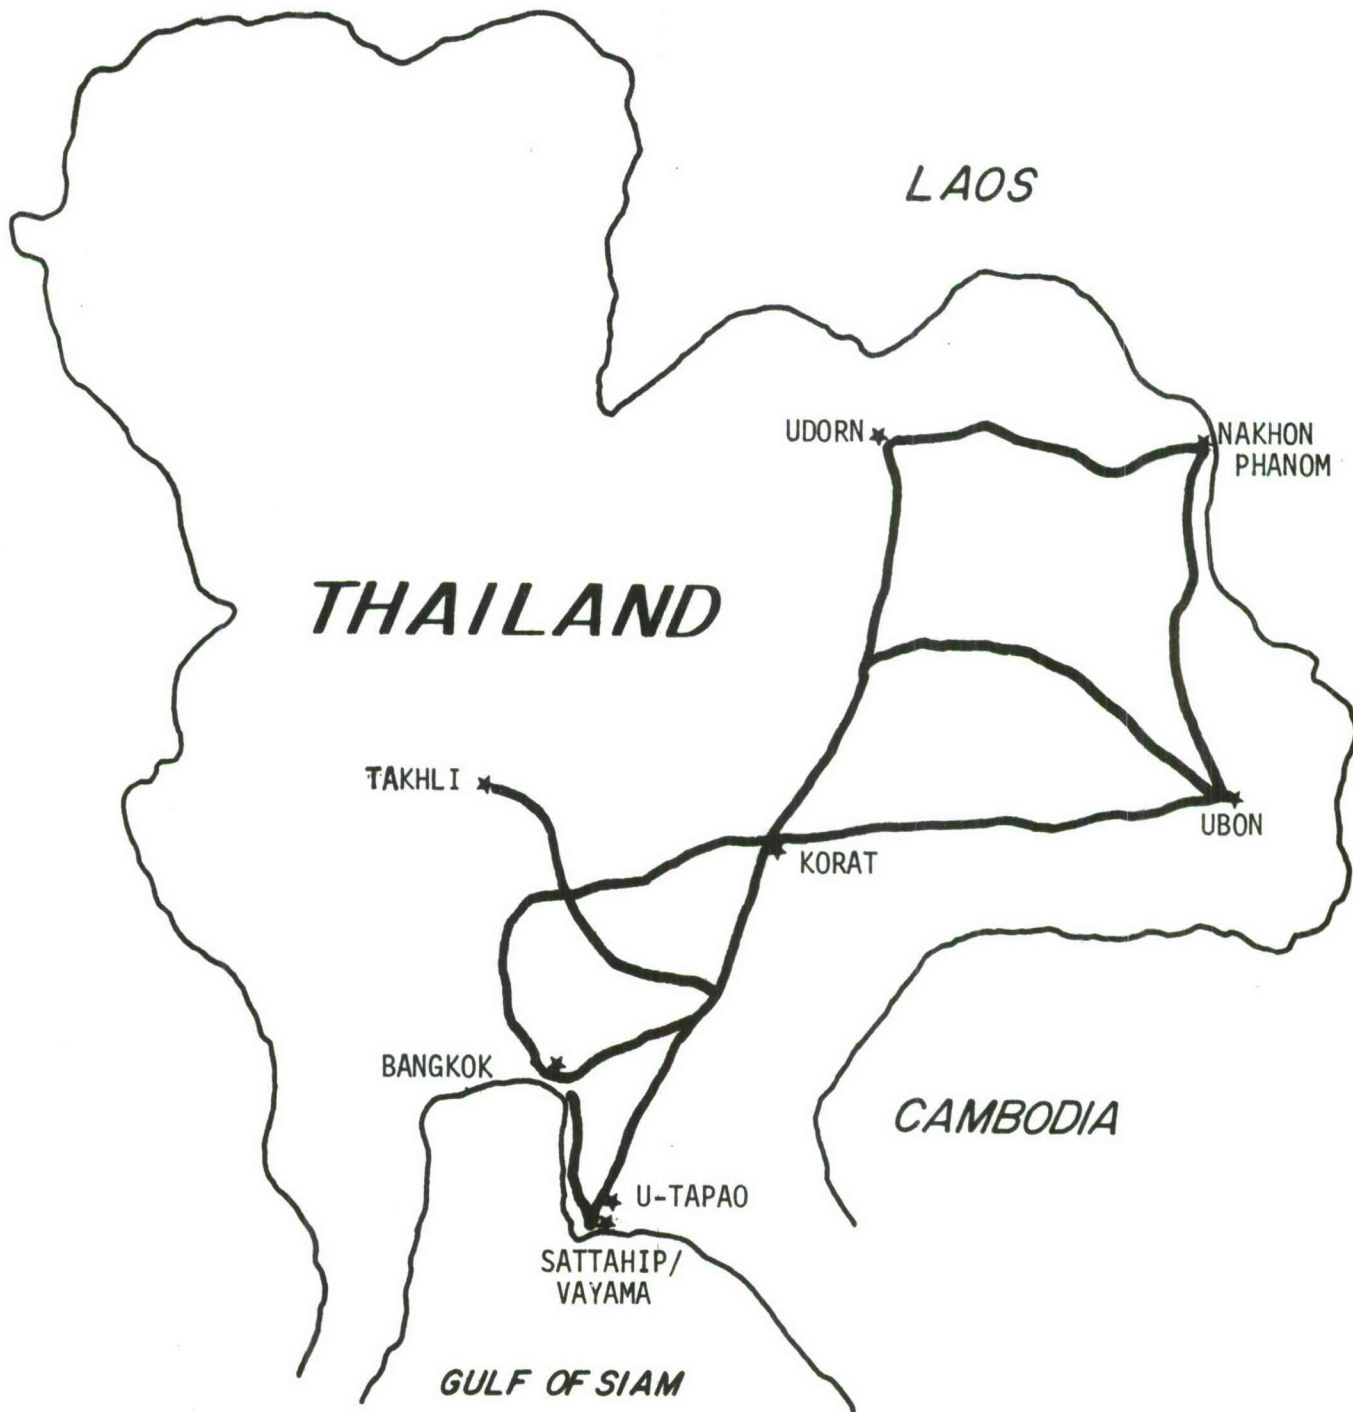 LAOS
UDORN
NAKHON
PHANOM
THAILAND
TAKHLI
UBON
KORAT
BANGKOK
CAMBODIA
U-TAPAO
SATTAHIP/
VAYAMA
GULF OF SIAM